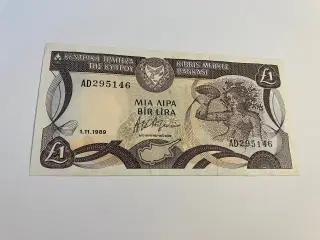 ΚΕΝΤΡΙΚΗ ΤΡΑΠΕΖΑ
ΤΗΣ ΚΥΠΡΟΥ
KIBRIS MERKEZ
BANKASI
£1
AD295146
ΜΙΑ ΛΙΡΑ
BİR LİRA
1.11.1989
AD295146
£1